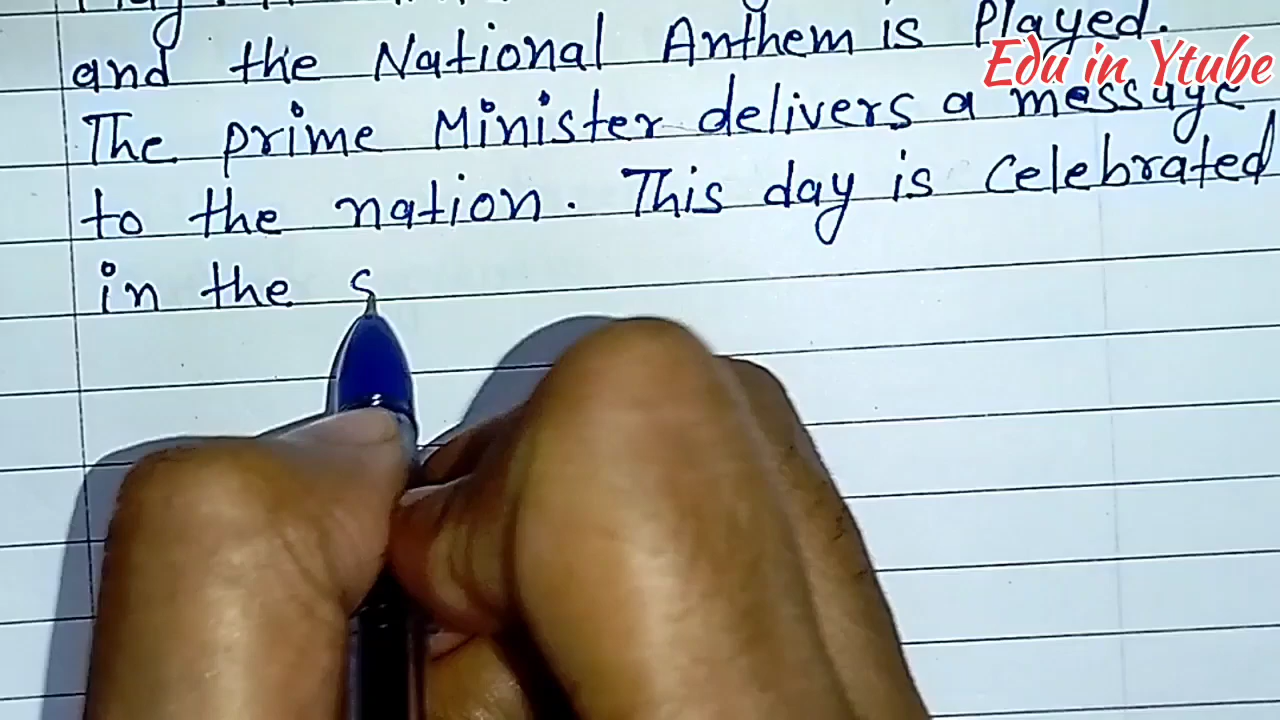 and the National Anthem is Played.
Edu in Ytube
The prime Minister delivers a message
to the nation. This day is celebrated
in the s